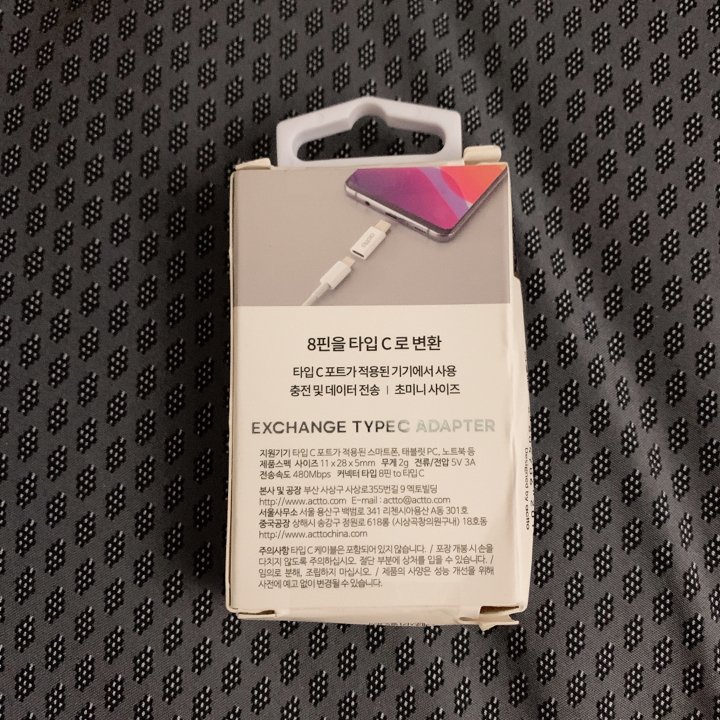 8핀을 타입 C 로 변환
타입 C 포트가 적용된 기기에서 사용
충전 및 데이터 전송 | 초미니 사이즈
EXCHANGE TYPE C ADAPTER
지원기기 타입 C 포트가 적용된 스마트폰, 태블릿 PC, 노트북 등
제품스펙 사이즈 11 x 28 x 5mm 무게 2g 전류/전압 5V 3A
전송속도 480Mbps 커넥터 타입 8핀 to 타입 C
본사 및 공장 부산 사상구 사상로355번길 9 엑토빌딩
http://www.actto.com E-mail : actto@actto.com
서울사무소 서울 용산구 백범로 341 리첸시아용산 A동 301호
중국공장 상해시 송강구 정원로 618롱 (시상국창의원구내) 18호동
http://www.acttochina.com
주의사항 타입 C 케이블은 포함되어 있지 않습니다. / 포장 개봉 시 손을
다치지 않도록 주의하십시오. 절단 부분에 상처를 입을 수 있습니다. /
임의로 분해, 조립하지 마십시오. / 제품의 사양은 성능 개선을 위해
사전에 예고 없이 변경될 수 있습니다.
Designed by actto